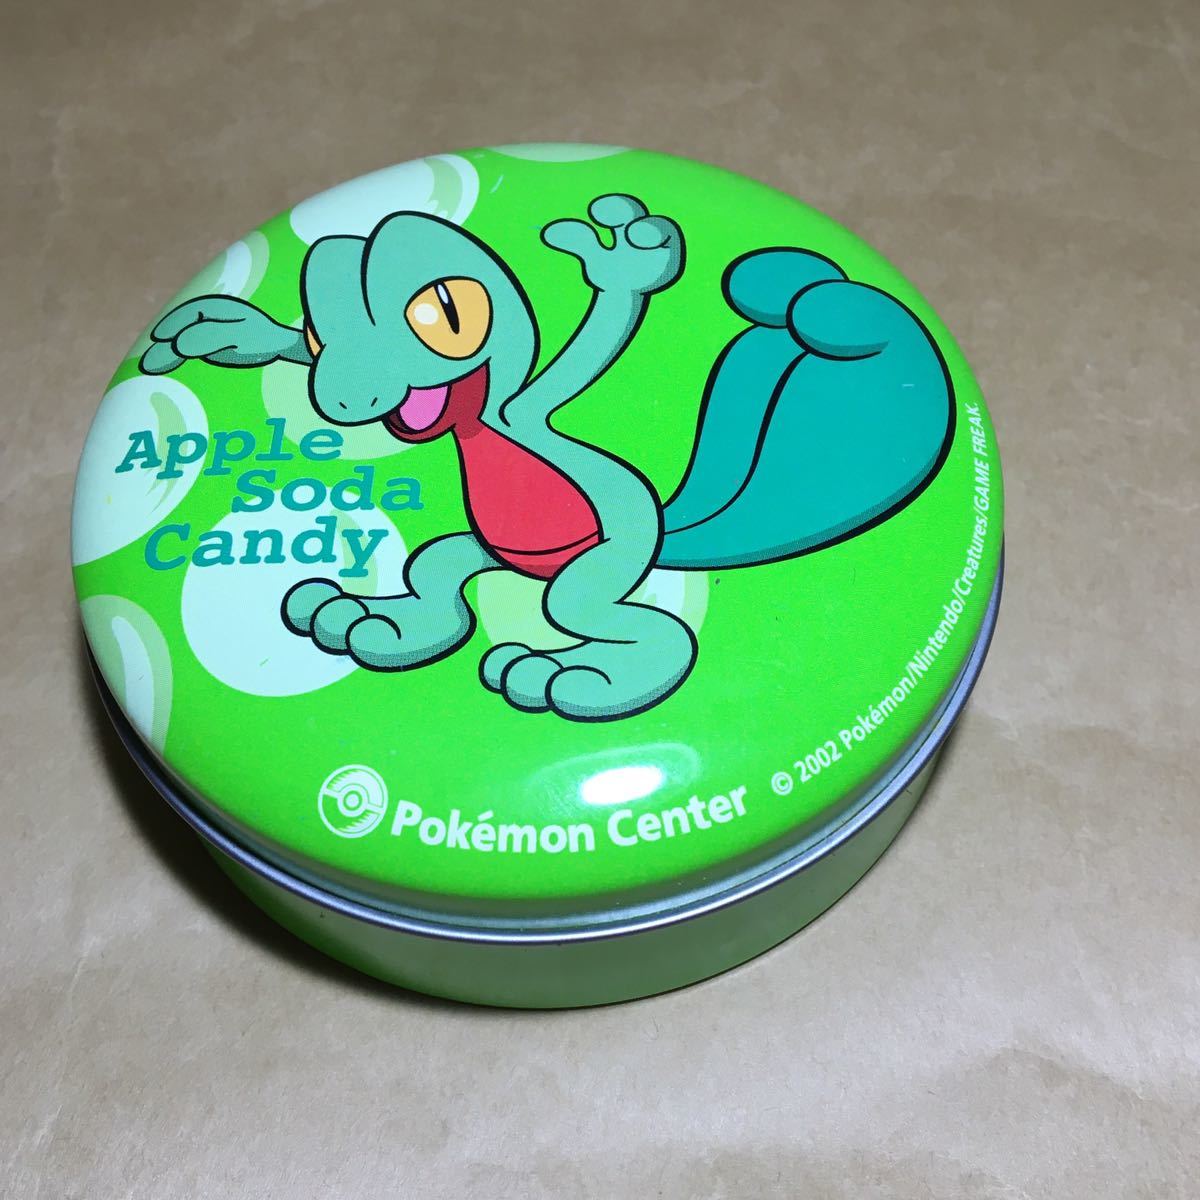 Apple
Soda
Candy
Pokémon Center
© 2002 Pokémon/Nintendo/Creatures/GAME FREAK.